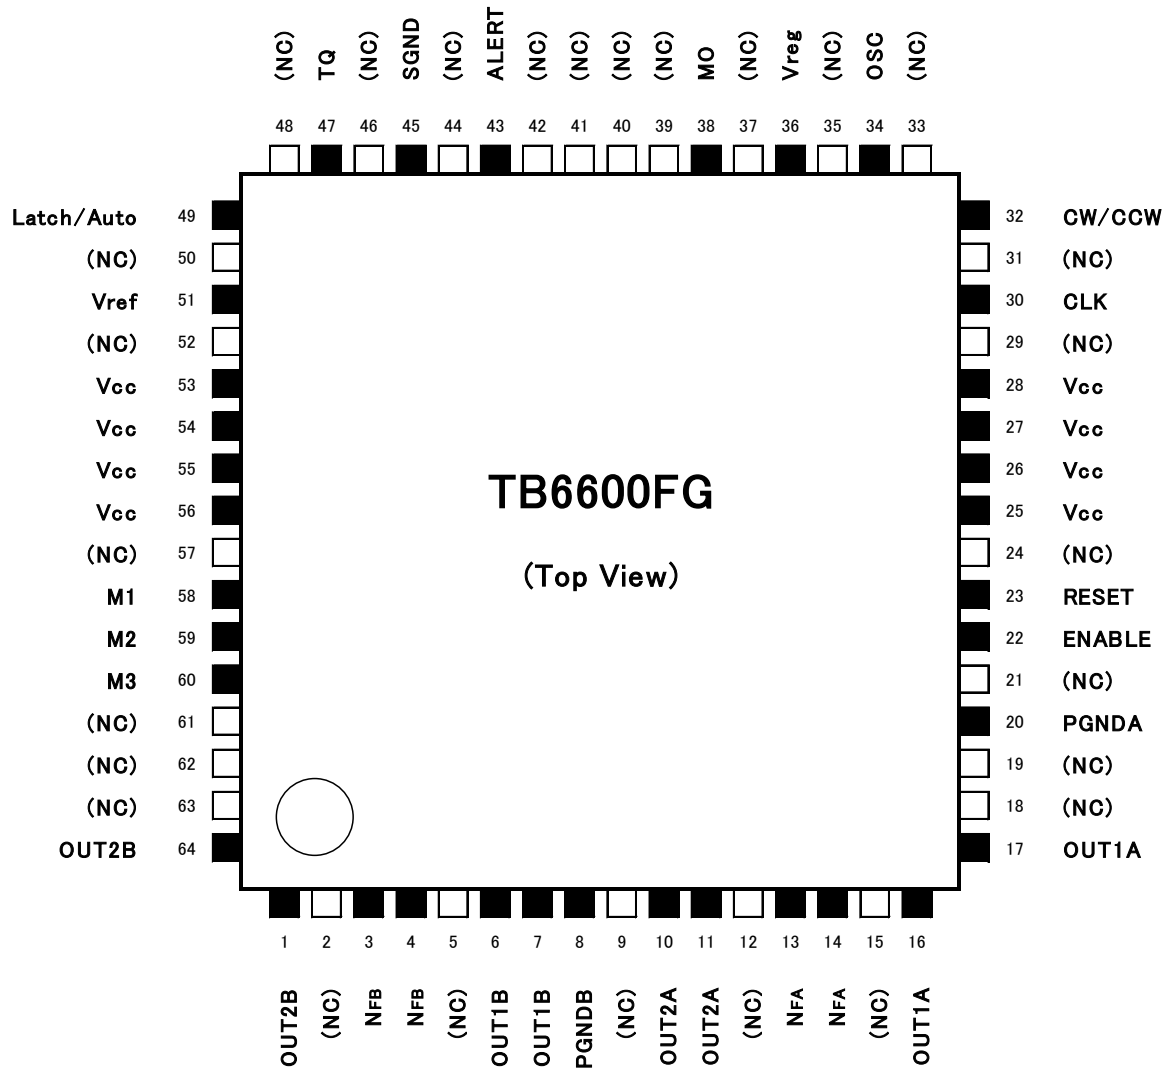 (NC) TQ (NC) SGND (NC) ALERT (NC) (NC) (NC) (NC) MO (NC) Vreg (NC) OSC (NC)
48 47 46 45 44 43 42 41 40 39 38 37 36 35 34 33
Latch/Auto 49 32 CW/CCW
(NC) 50 31 (NC)
Vref 51 30 CLK
(NC) 52 29 (NC)
Vcc 53 28 Vcc
Vcc 54 27 Vcc
Vcc 55 26 Vcc
Vcc 56 25 Vcc
(NC) 57 24 (NC)
M1 58 23 RESET
M2 59 22 ENABLE
M3 60 21 (NC)
(NC) 61 20 PGNDA
(NC) 62 19 (NC)
(NC) 63 18 (NC)
OUT2B 64 17 OUT1A
TB6600FG
(Top View)
1 2 3 4 5 6 7 8 9 10 11 12 13 14 15 16
OUT2B (NC) NFB NFB (NC) OUT1B OUT1B PGNDB (NC) OUT2A OUT2A (NC) NFA NFA (NC) OUT1A